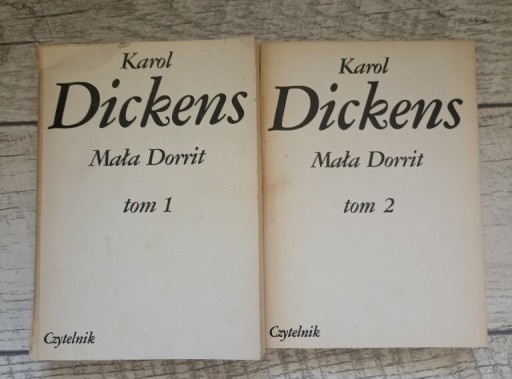 Karol
Dickens
Mała Dorrit
tom 1
Czytelnik
Karol
Dickens
Mała Dorrit
tom 2
Czytelnik